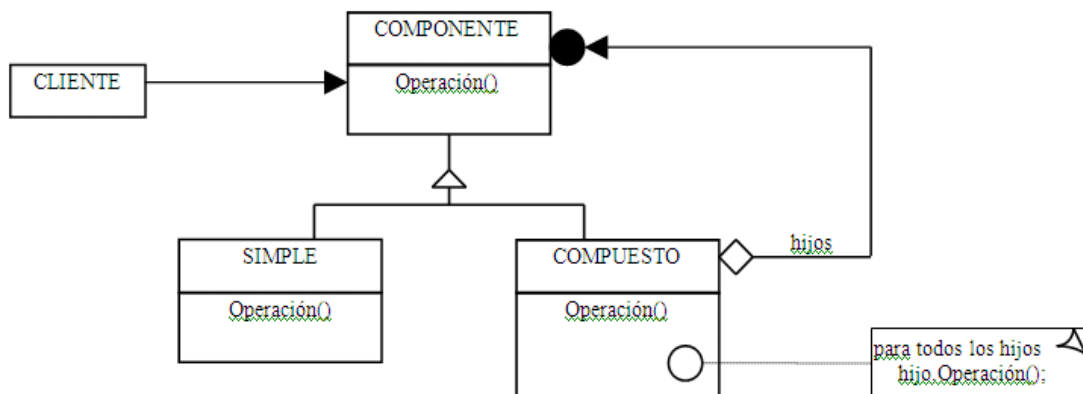 COMPONENTE
Operación()
CLIENTE
SIMPLE
Operación()
COMPUESTO
Operación()
hijos
para todos los hijos
hijo.Operación();